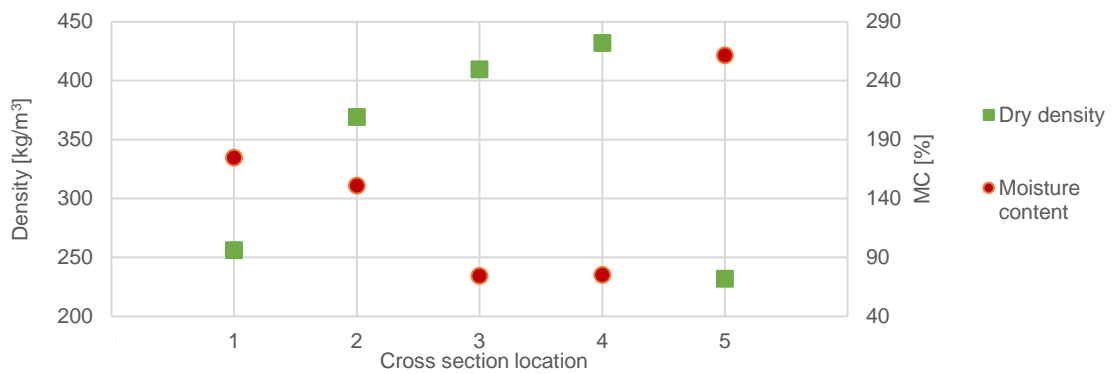 450
400
350
300
250
200
Density [kg/m³]
290
240
190
140
90
40
MC [%]
1 2 3 4 5
Cross section location
Dry density
Moisture
content